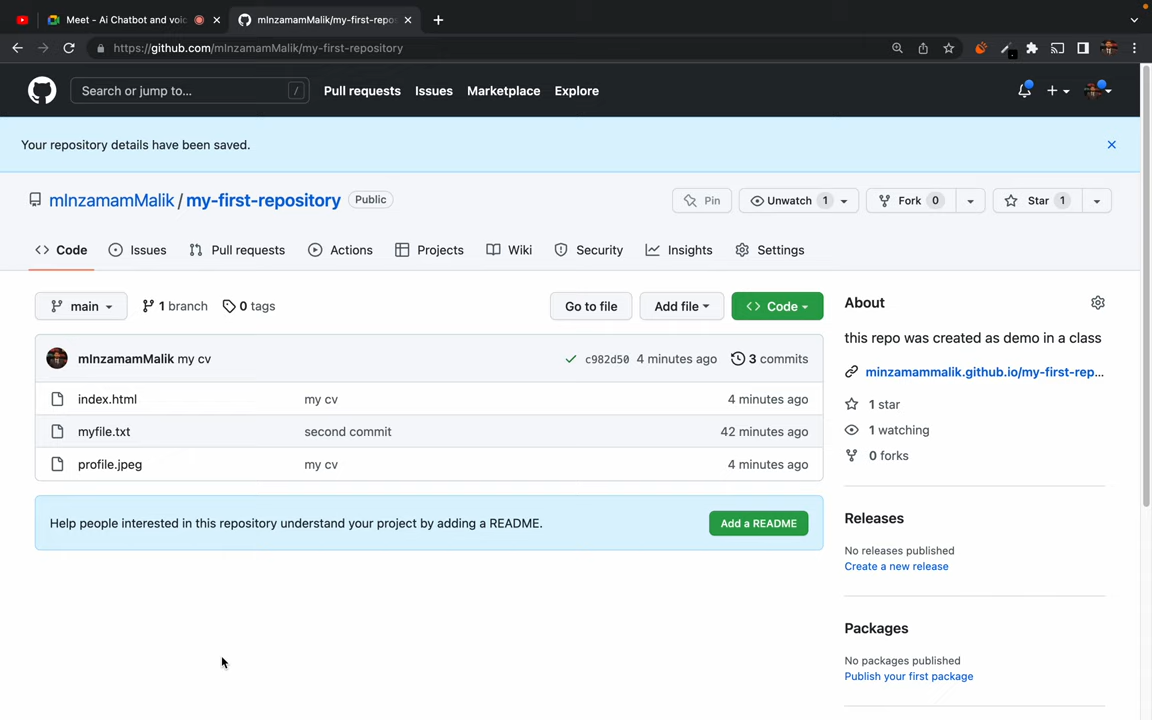 Meet - Ai Chatbot and voic
mInzamamMalik/my-first-repo
https://github.com/mInzamamMalik/my-first-repository
Search or jump to... /
Pull requests Issues Marketplace Explore
Your repository details have been saved.
mInzamamMalik / my-first-repository Public
Pin Unwatch 1 Fork 0 Star 1
Code Issues Pull requests Actions Projects Wiki Security Insights Settings
main 1 branch 0 tags Go to file Add file Code
mInzamamMalik my cv c982d50 4 minutes ago 3 commits
index.html my cv 4 minutes ago
myfile.txt second commit 42 minutes ago
profile.jpeg my cv 4 minutes ago
Help people interested in this repository understand your project by adding a README. Add a README
About
this repo was created as demo in a class
minzamammalik.github.io/my-first-rep...
1 star
1 watching
0 forks
Releases
No releases published
Create a new release
Packages
No packages published
Publish your first package